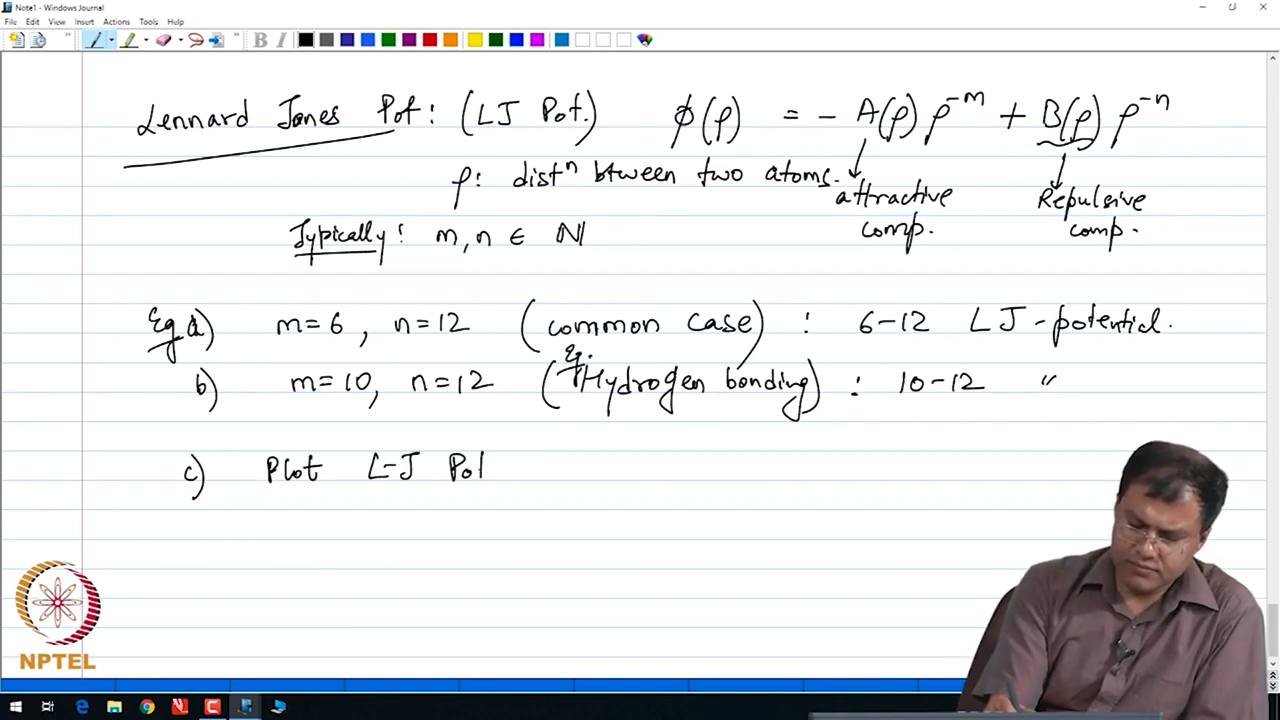 Note1 - Windows Journal
File Edit View Insert Actions Tools Help
Lennard Jones Pot: (LJ Pot.) ϕ(ρ) = - A(ρ) ρ^-m + B(ρ) ρ^-n
ρ: dist^n btween two atoms.
attractive comp.
Repulsive comp.
Typically: m, n ∈ ℕ
Eg a) m=6, n=12 (common case) : 6-12 LJ-potential.
b) m=10, n=12 (Eg. Hydrogen bonding) : 10-12 "
c) Plot L-J Pot
NPTEL